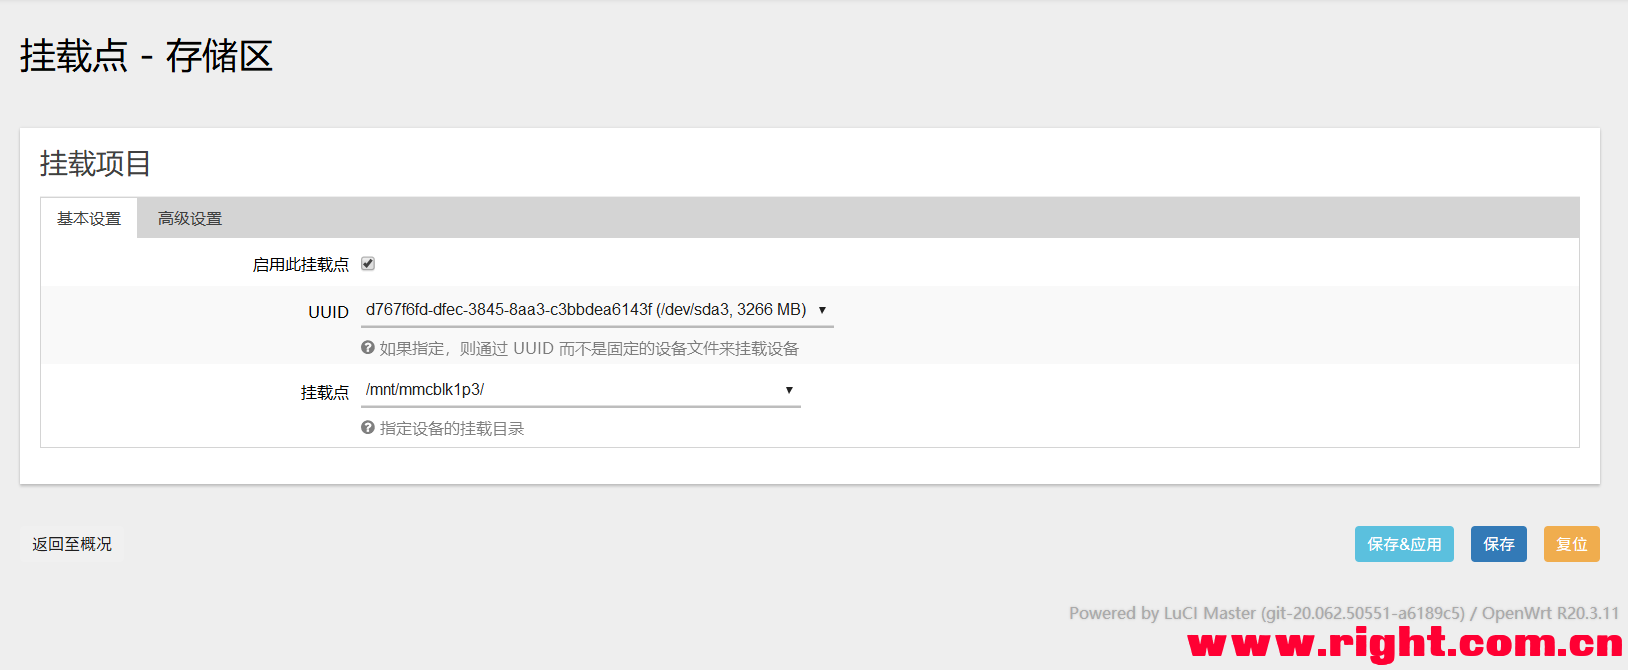 挂载点 - 存储区
挂载项目
基本设置 高级设置
启用此挂载点
UUID d767f6fd-dfec-3845-8aa3-c3bbdea6143f (/dev/sda3, 3266 MB)
如果指定，则通过 UUID 而不是固定的设备文件来挂载设备
挂载点 /mnt/mmcblk1p3/
指定设备的挂载目录
返回至概况 保存&应用 保存 复位
Powered by LuCI Master (git-20.062.50551-a6189c5) / OpenWrt R20.3.11
www.right.com.cn